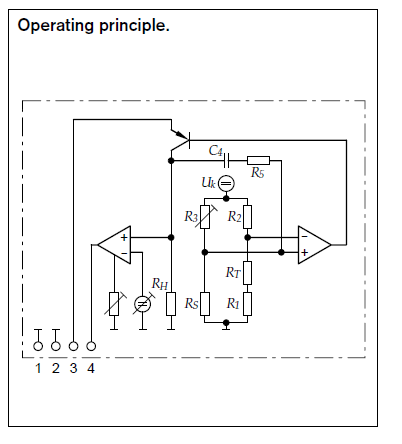 Operating principle.
C4
R5
Uk
R3
R2
+
−
−
+
RT
RH
RS
R1
1 2 3 4